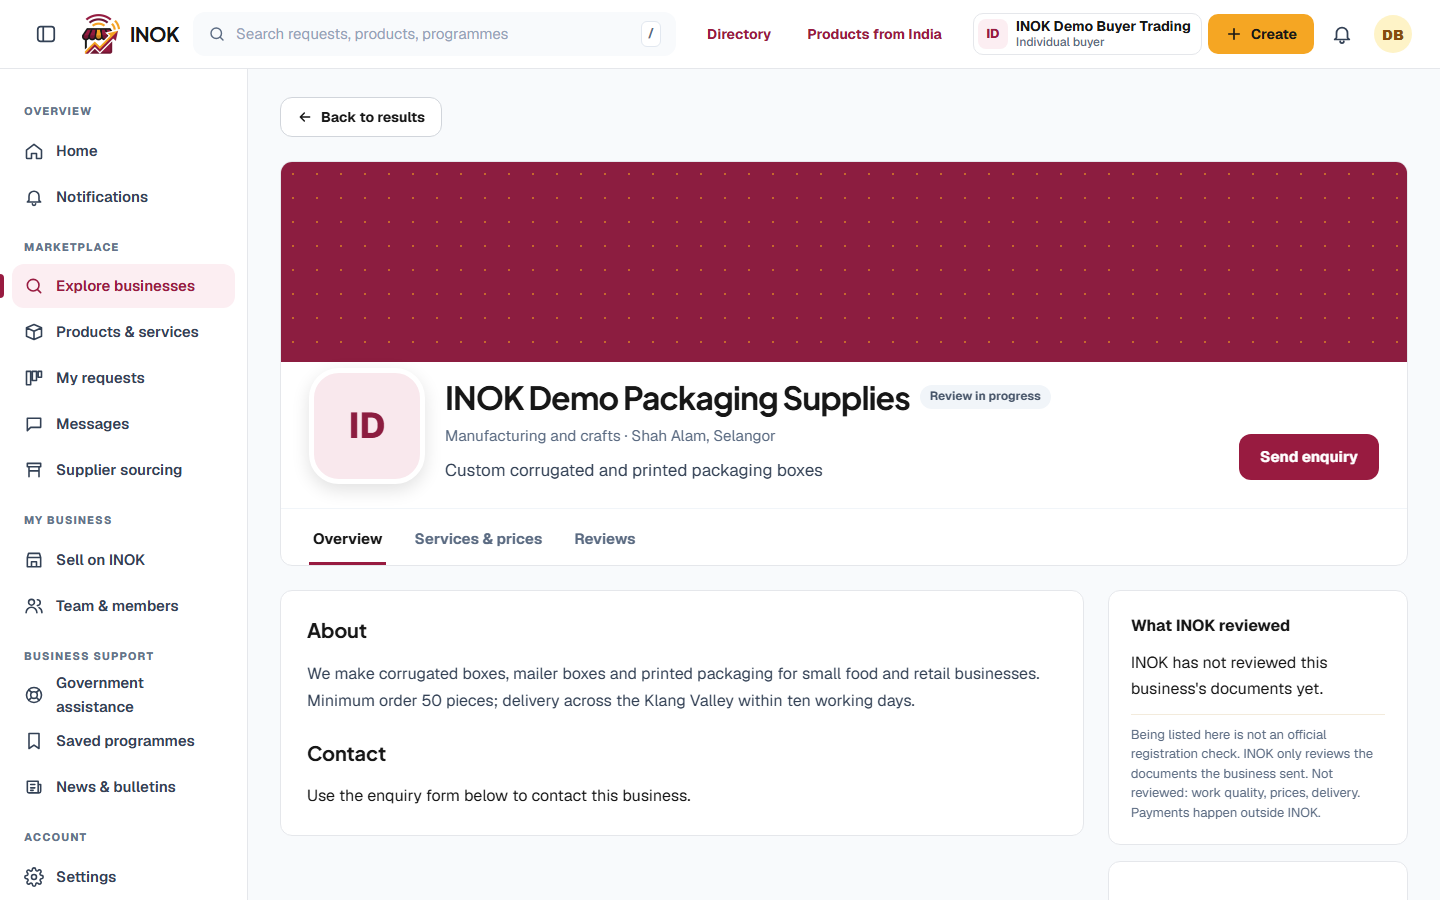 INOK
Search requests, products, programmes
/
Directory
Products from India
ID
INOK Demo Buyer Trading
Individual buyer
Create
DB
OVERVIEW
Home
Notifications
MARKETPLACE
Explore businesses
Products & services
My requests
Messages
Supplier sourcing
MY BUSINESS
Sell on INOK
Team & members
BUSINESS SUPPORT
Government
assistance
Saved programmes
News & bulletins
ACCOUNT
Settings
Back to results
ID
INOK Demo Packaging Supplies
Review in progress
Manufacturing and crafts · Shah Alam, Selangor
Custom corrugated and printed packaging boxes
Send enquiry
Overview
Services & prices
Reviews
About
We make corrugated boxes, mailer boxes and printed packaging for small food and retail businesses.
Minimum order 50 pieces; delivery across the Klang Valley within ten working days.
Contact
Use the enquiry form below to contact this business.
What INOK reviewed
INOK has not reviewed this
business's documents yet.
Being listed here is not an official
registration check. INOK only reviews the
documents the business sent. Not
reviewed: work quality, prices, delivery.
Payments happen outside INOK.